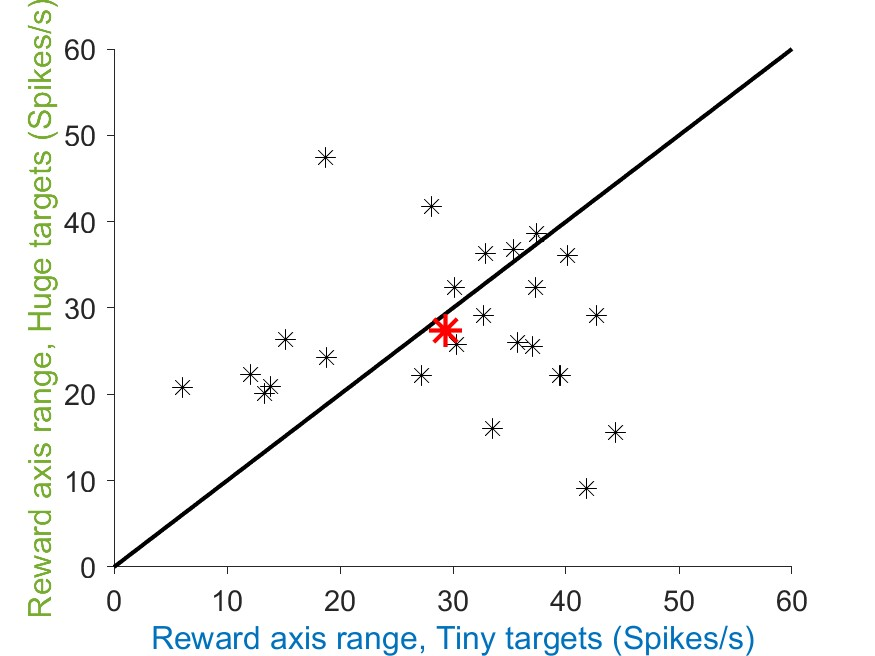 Reward axis range, Huge targets (Spikes/s)
60
50
40
30
20
10
0
0 10 20 30 40 50 60
Reward axis range, Tiny targets (Spikes/s)